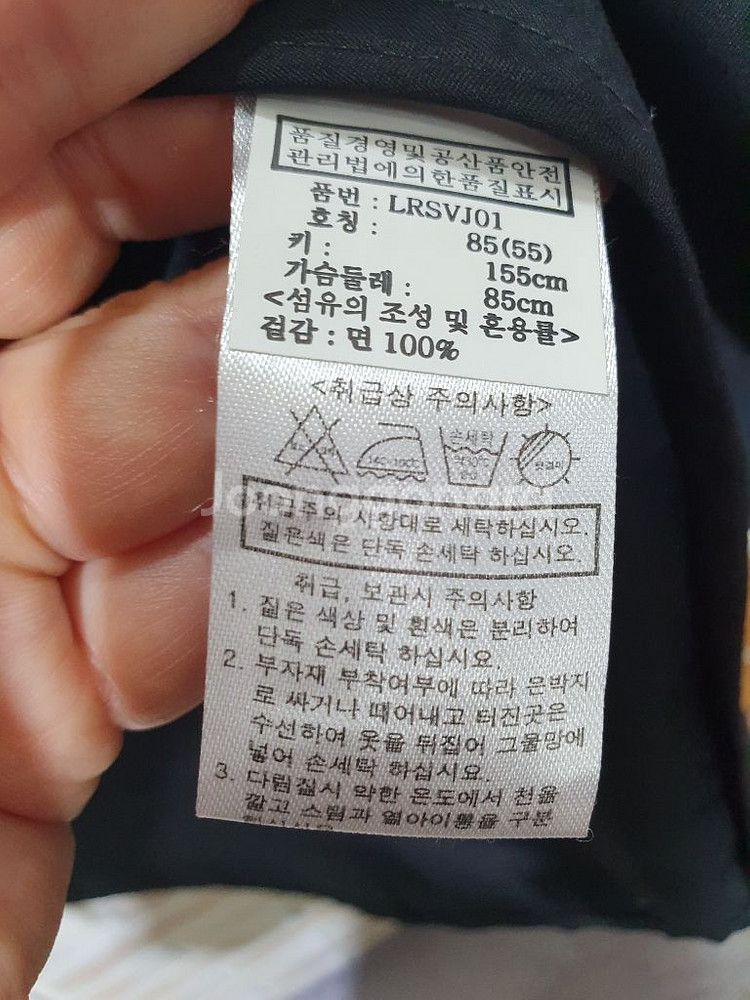 품질경영및공산품안전
관리법에의한품질표시
품번 : LRSVJ01
호칭 : 85(55)
키 : 155cm
가슴둘레 : 85cm
<섬유의 조성 및 혼용률>
겉감 : 면 100%
<취급상 주의사항>
손세탁
취급주의 사항대로 세탁하십시오.
짙은색은 단독 손세탁 하십시오.
취급, 보관시 주의사항
1. 짙은 색상 및 흰색은 분리하여
단독 손세탁 하십시요.
2. 부자재 부착여부에 따라 은박지
로 싸거나 떼어내고 터진곳은
수선하여 옷을 뒤집어 그물망에
넣어 손세탁 하십시요.
3. 다림질시 약한 온도에서 천을
깔고 스팀과 열아이롱을 구분